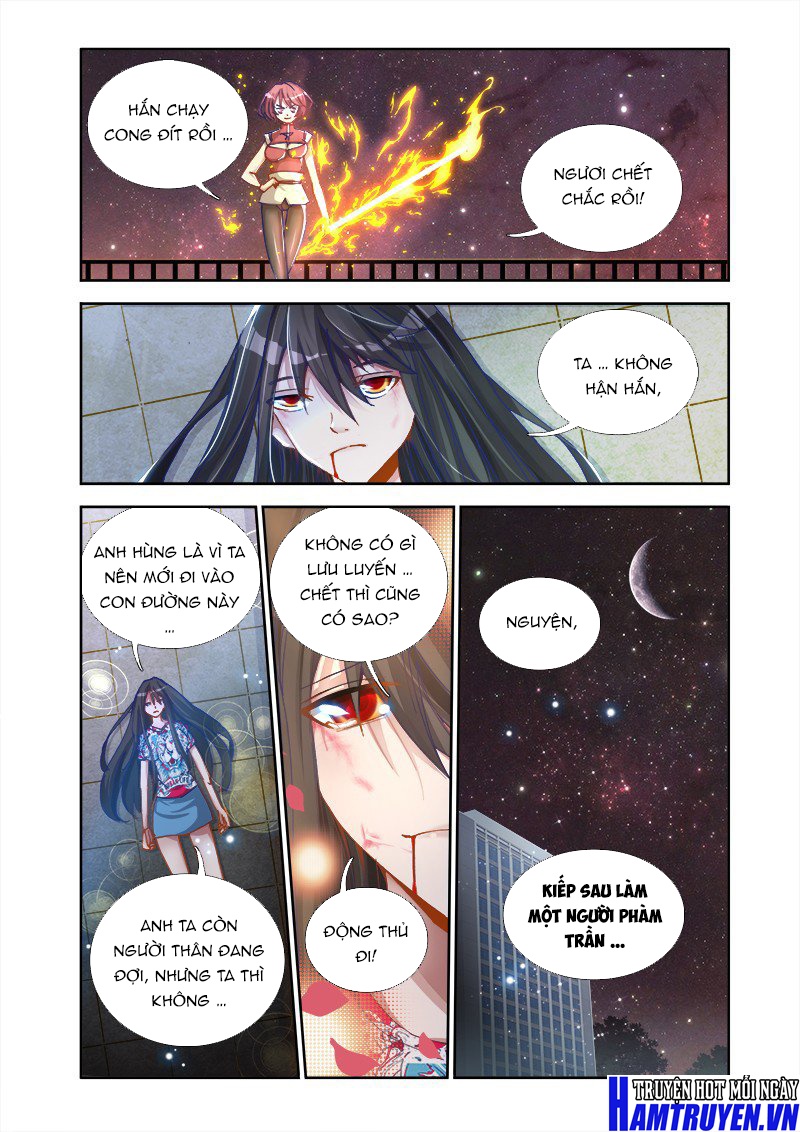 HẮN CHẠY
CONG ĐÍT RỒI ...
NGƯƠI CHẾT
CHẮC RỒI!
TA ... KHÔNG
HẬN HẮN,
ANH HÙNG LÀ VÌ TA
NÊN MỚI ĐI VÀO
CON ĐƯỜNG NÀY
...
ANH TA CÒN
NGƯỜI THÂN ĐANG
ĐỢI, NHƯNG TA THÌ
KHÔNG ...
KHÔNG CÓ GÌ
LƯU LUYẾN ...
CHẾT THÌ CŨNG
CÓ SAO?
ĐỘNG THỦ
ĐI!
NGUYỆN,
KIẾP SAU LÀM
MỘT NGƯỜI PHÀM
TRẦN ...
TRUYỆN HOT MỖI NGÀY
HAMTRUYEN.VN